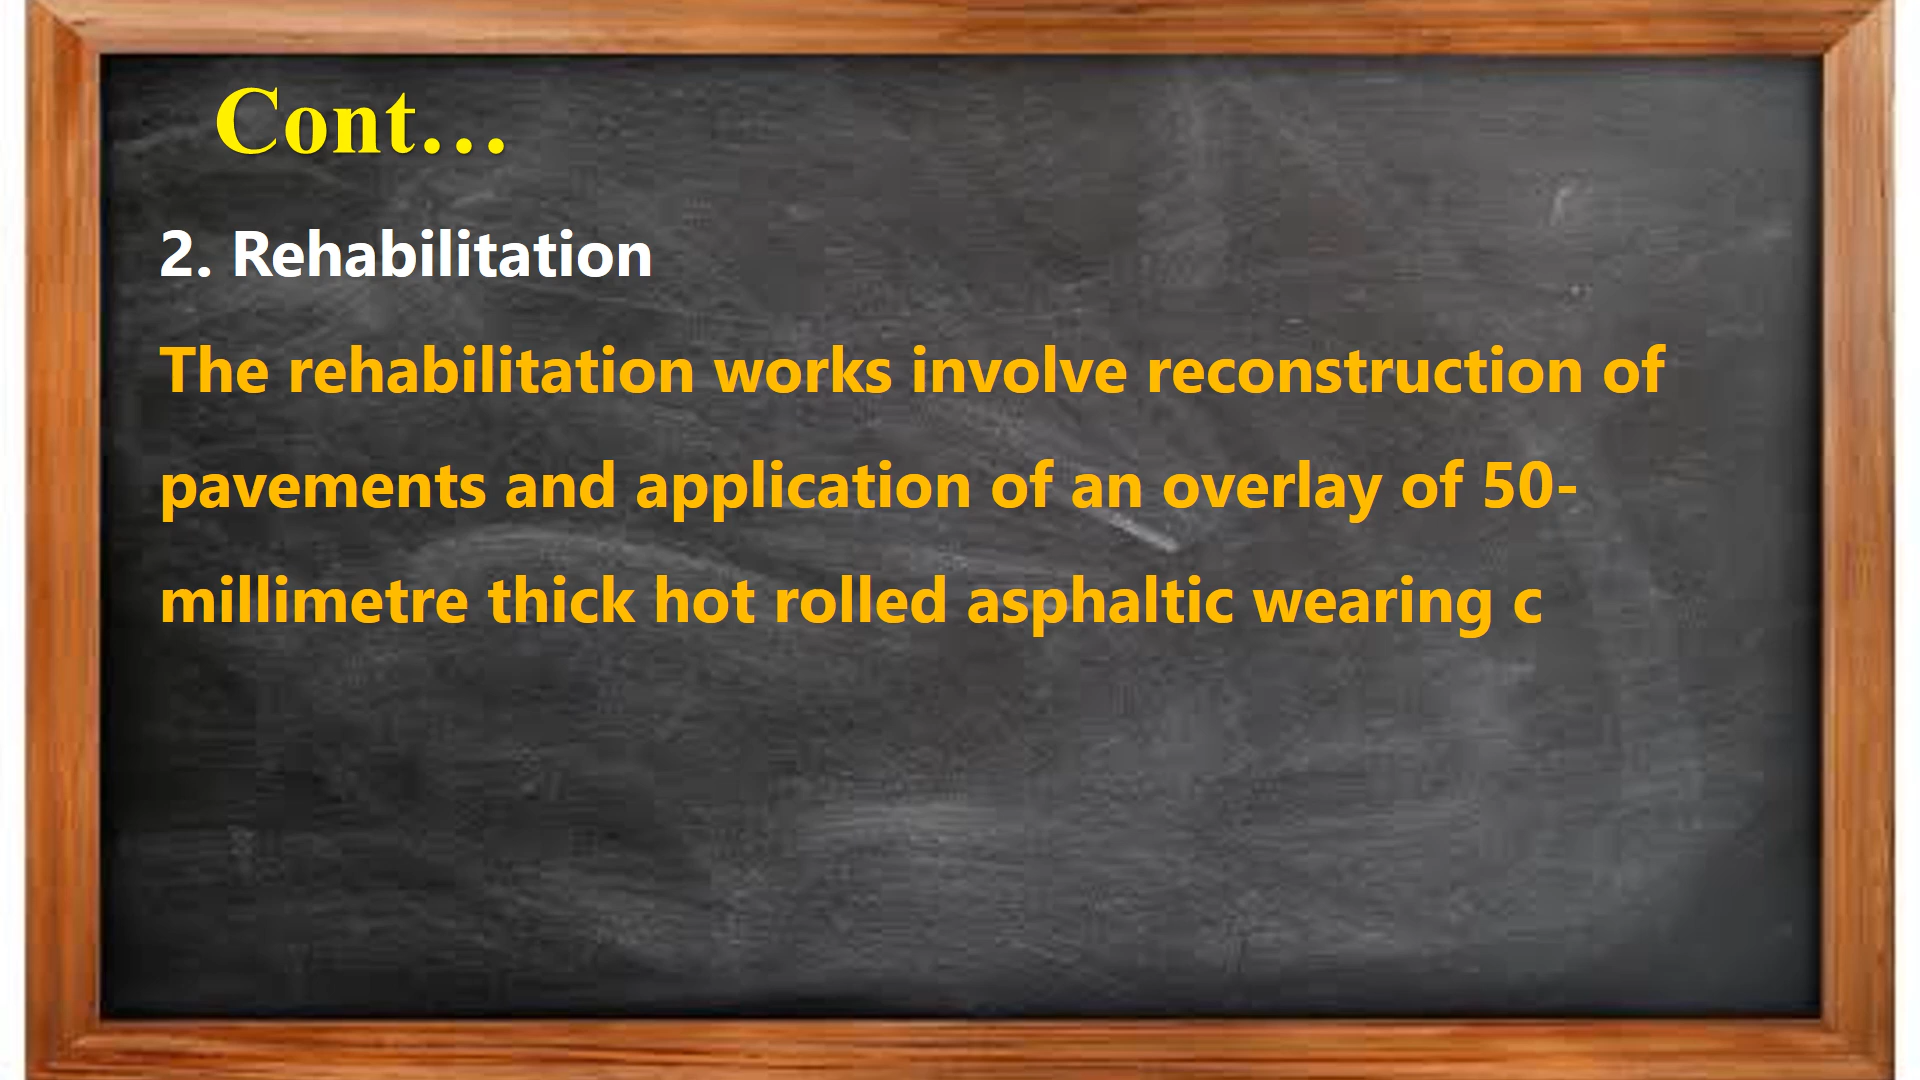 Cont…
2. Rehabilitation
The rehabilitation works involve reconstruction of
pavements and application of an overlay of 50-
millimetre thick hot rolled asphaltic wearing c